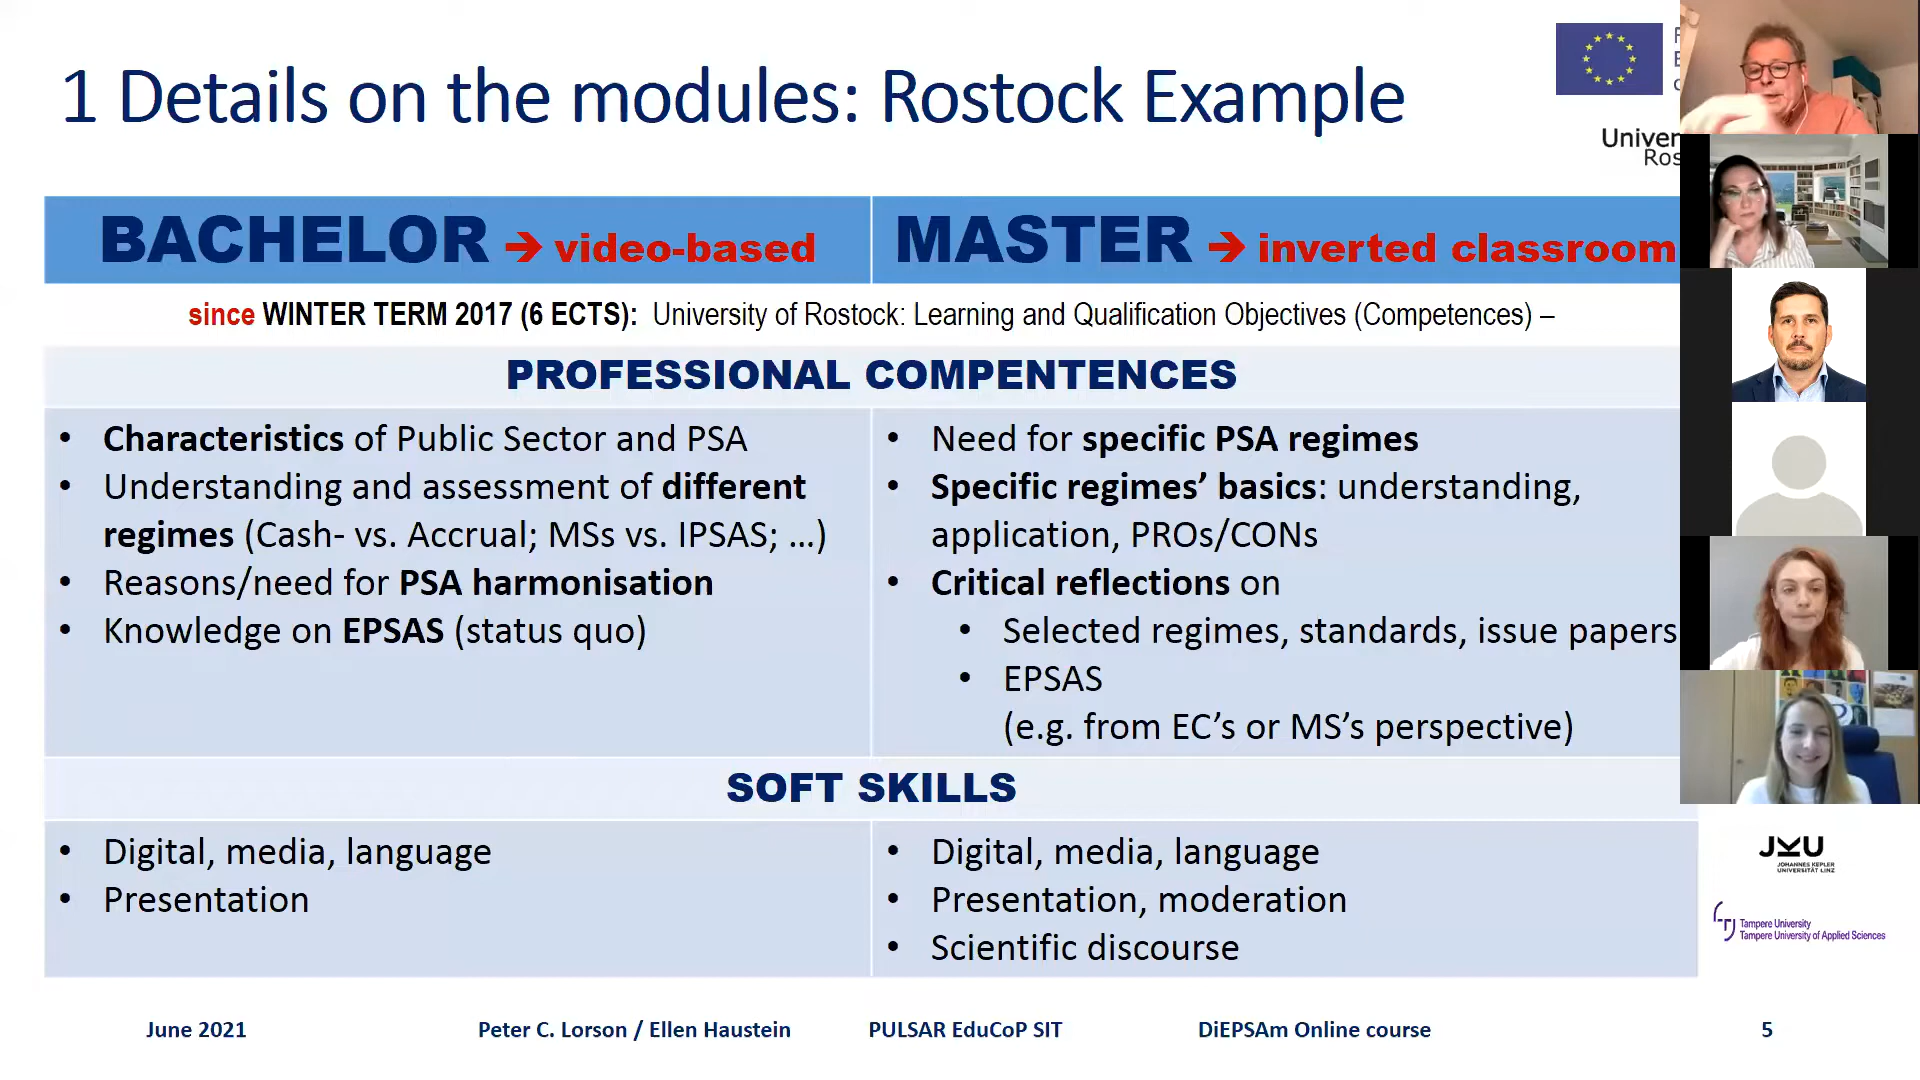 1 Details on the modules: Rostock Example
BACHELOR ➔ video-based
MASTER ➔ inverted classroom
since WINTER TERM 2017 (6 ECTS): University of Rostock: Learning and Qualification Objectives (Competences) –
PROFESSIONAL COMPENTENCES
• Characteristics of Public Sector and PSA
• Understanding and assessment of different
regimes (Cash- vs. Accrual; MSs vs. IPSAS; ...)
• Reasons/need for PSA harmonisation
• Knowledge on EPSAS (status quo)
• Need for specific PSA regimes
• Specific regimes’ basics: understanding,
application, PROs/CONs
• Critical reflections on
• Selected regimes, standards, issue papers
• EPSAS
(e.g. from EC’s or MS’s perspective)
SOFT SKILLS
• Digital, media, language
• Presentation
• Digital, media, language
• Presentation, moderation
• Scientific discourse
JKU
JOHANNES KEPLER
UNIVERSITÄT LINZ
Tampere University
Tampere University of Applied Sciences
June 2021
Peter C. Lorson / Ellen Haustein
PULSAR EduCoP SIT
DiEPSAm Online course
5